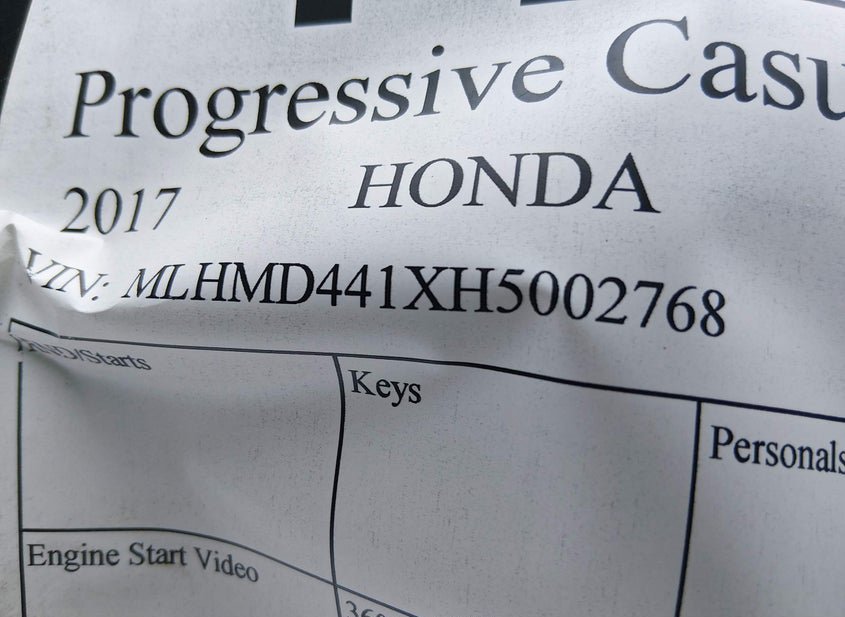 Progressive Casu
2017 HONDA
VIN: MLHMD441XH5002768
Keys
Personals
Engine Start Video